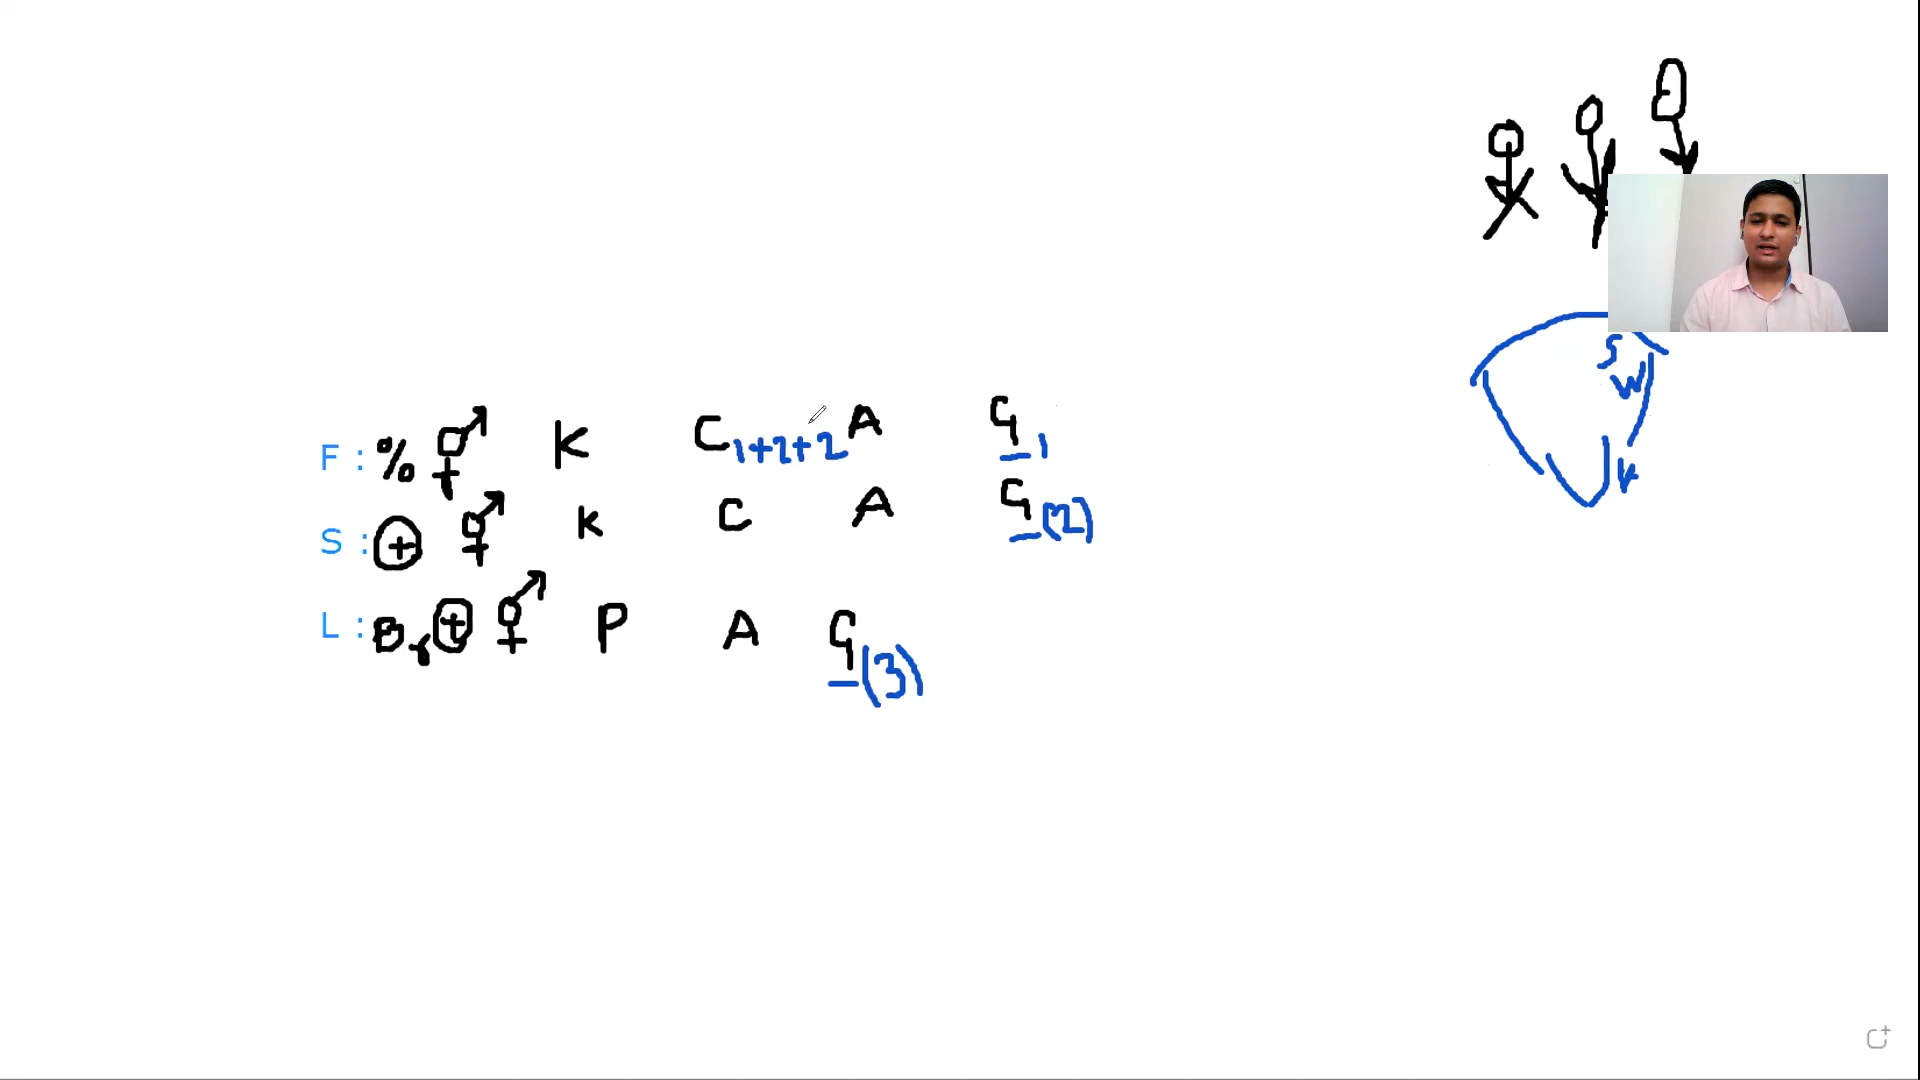 F : % ⚥ K C1+2+2 A G1
S : ⊕ ⚥ K C A G(2)
L : Br ⊕ ⚥ P A G(3)
S
W
K